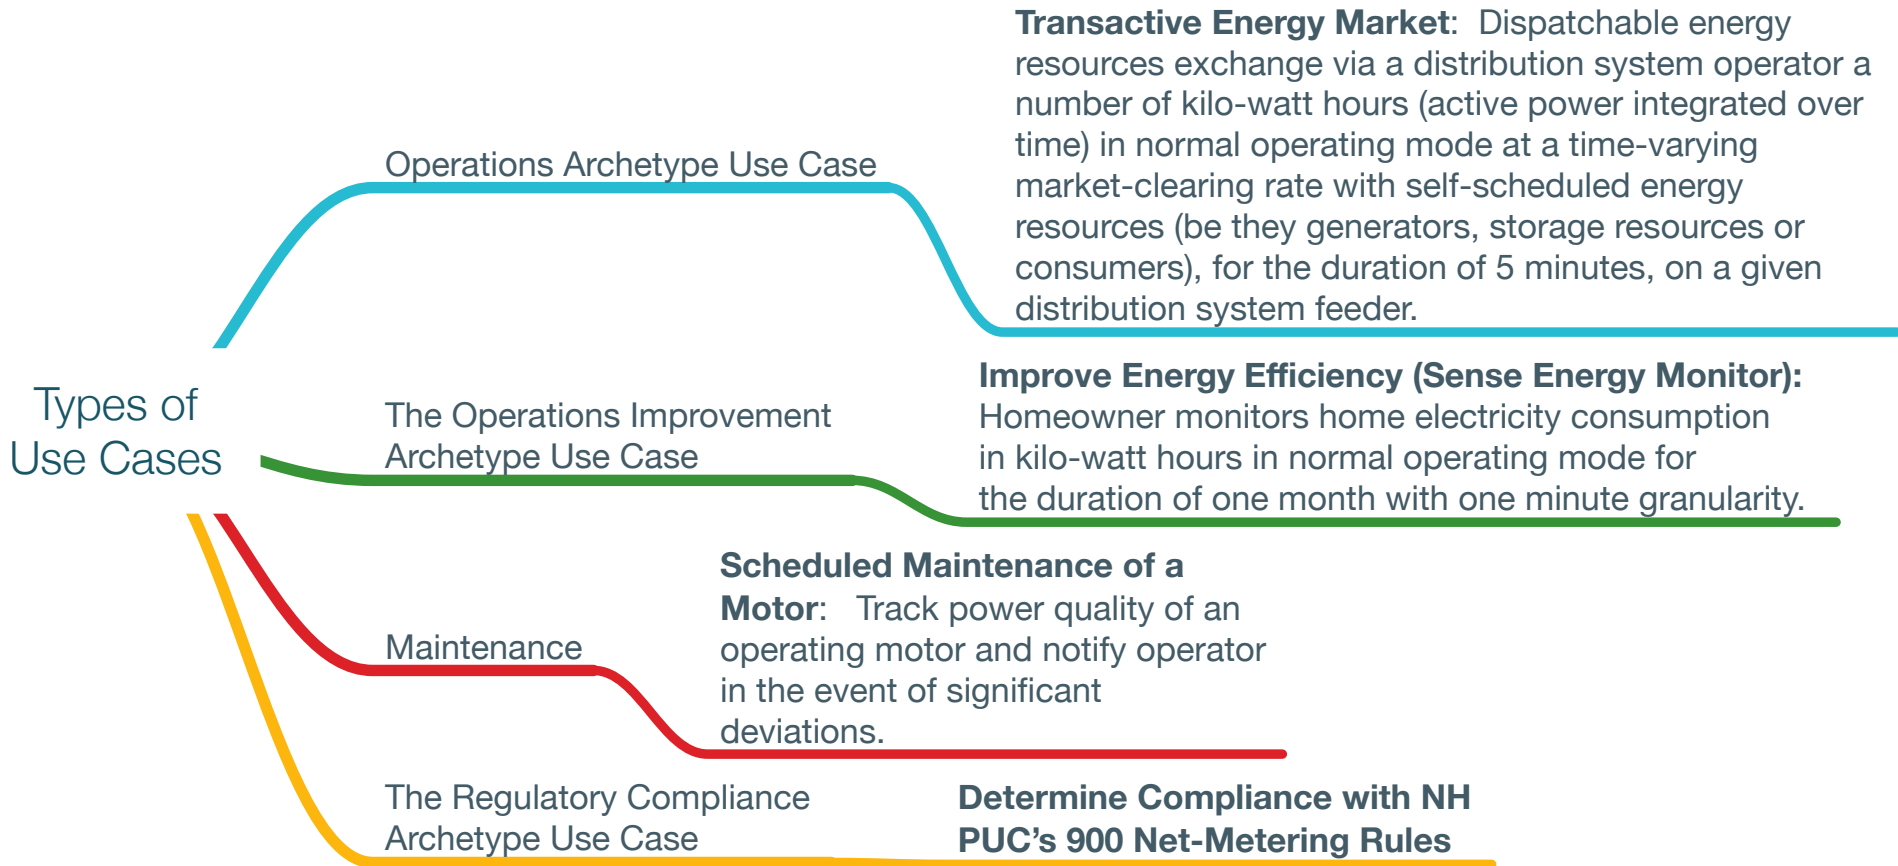 Types of
Use Cases
Operations Archetype Use Case
Transactive Energy Market:  Dispatchable energy
resources exchange via a distribution system operator a
number of kilo-watt hours (active power integrated over
time) in normal operating mode at a time-varying
market-clearing rate with self-scheduled energy
resources (be they generators, storage resources or
consumers), for the duration of 5 minutes, on a given
distribution system feeder.
The Operations Improvement
Archetype Use Case
Improve Energy Efficiency (Sense Energy Monitor):
Homeowner monitors home electricity consumption
in kilo-watt hours in normal operating mode for
the duration of one month with one minute granularity.
Maintenance
Scheduled Maintenance of a
Motor:   Track power quality of an
operating motor and notify operator
in the event of significant
deviations.
The Regulatory Compliance
Archetype Use Case
Determine Compliance with NH
PUC’s 900 Net-Metering Rules